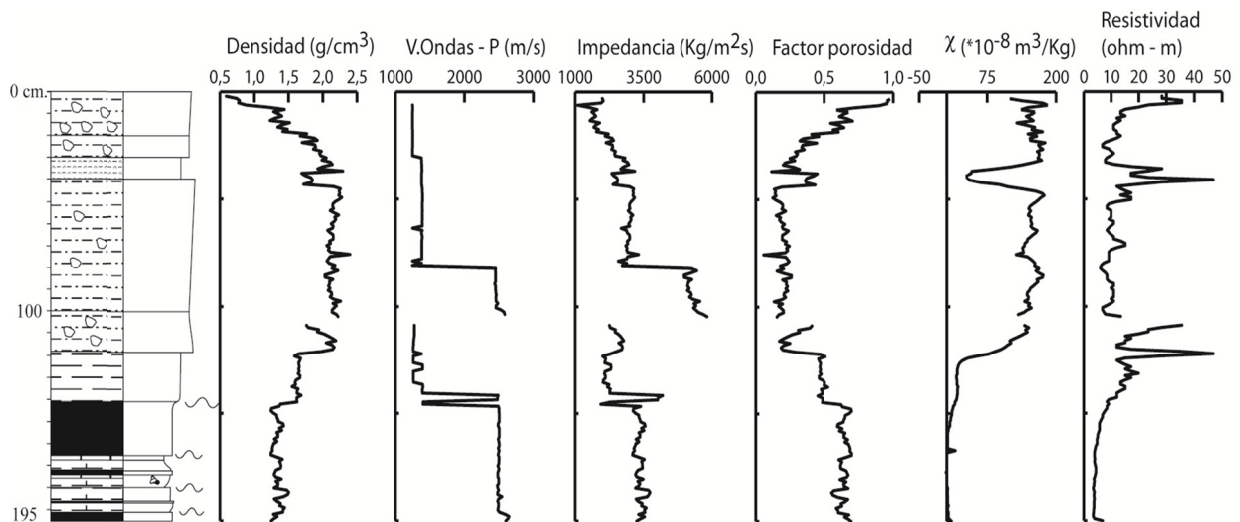 Densidad (g/cm3)
V.Ondas - P (m/s)
Impedancia (Kg/m2s)
Factor porosidad
χ (*10-8 m3/Kg)
Resistividad
(ohm - m)
0,5 1,0 1,5 2,0 2,5
1000 2000 3000
1000 3500 6000
0,0 0,5 1,0
-50 75 200
0 10 20 30 40 50
0 cm.
100
195